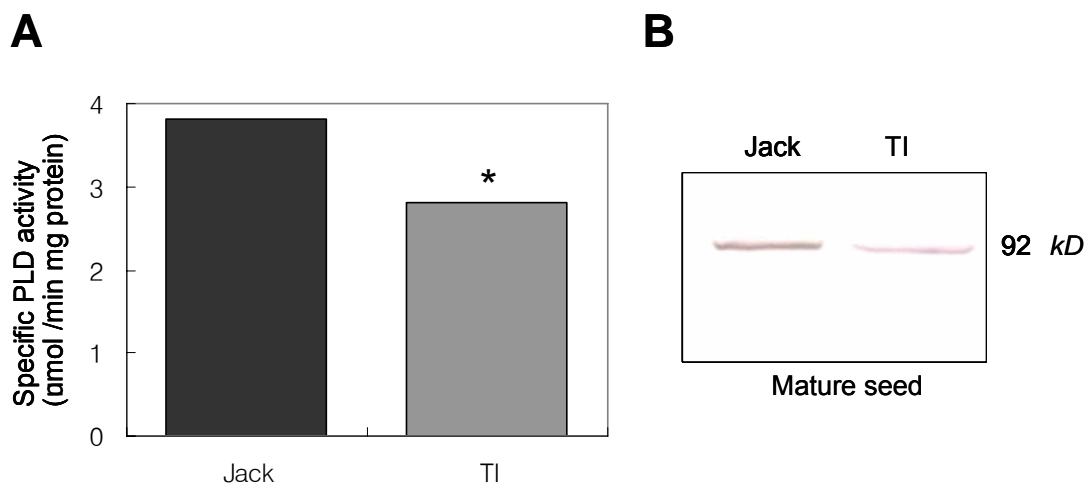 A
B
Specific PLD activity
(αmol /min mg protein)
4
3
2
1
0
*
Jack
TI
Jack TI
92 kD
Mature seed